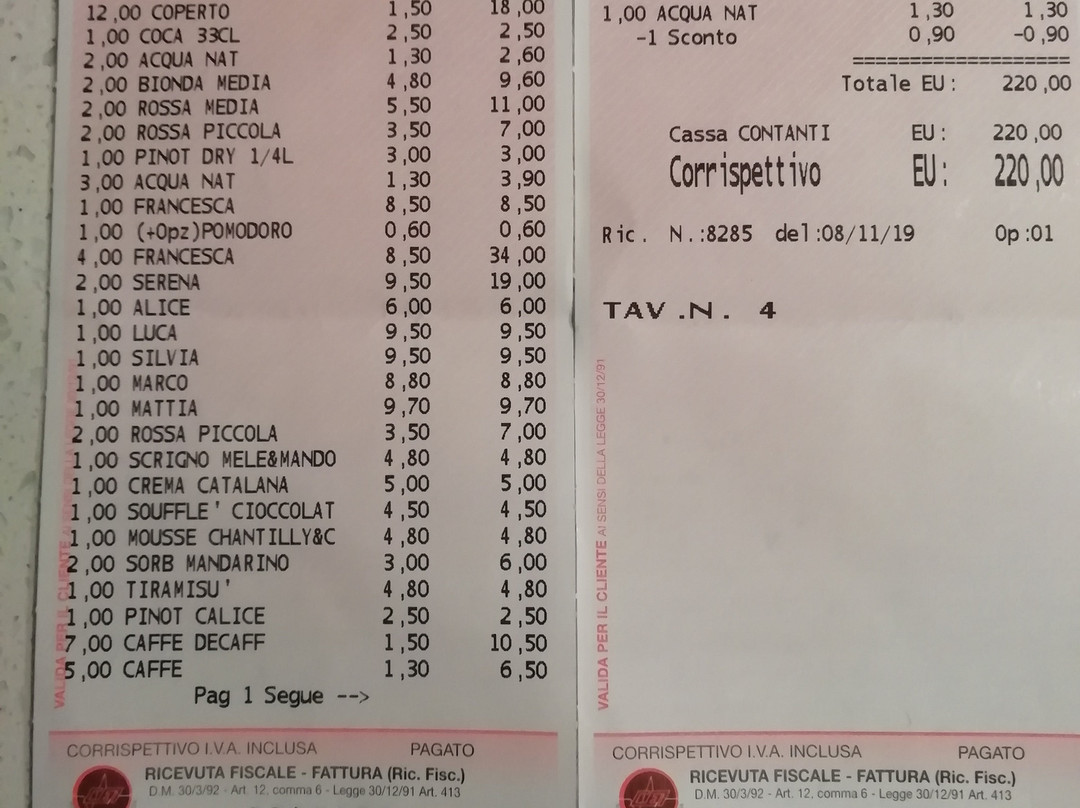 12,00 COPERTO 1,50 18,00
1,00 COCA 33CL 2,50 2,50
2,00 ACQUA NAT 1,30 2,60
2,00 BIONDA MEDIA 4,80 9,60
2,00 ROSSA MEDIA 5,50 11,00
2,00 ROSSA PICCOLA 3,50 7,00
1,00 PINOT DRY 1/4L 3,00 3,00
3,00 ACQUA NAT 1,30 3,90
1,00 FRANCESCA 8,50 8,50
1,00 (+Opz)POMODORO 0,60 0,60
4,00 FRANCESCA 8,50 34,00
2,00 SERENA 9,50 19,00
1,00 ALICE 6,00 6,00
1,00 LUCA 9,50 9,50
1,00 SILVIA 9,50 9,50
1,00 MARCO 8,80 8,80
1,00 MATTIA 9,70 9,70
2,00 ROSSA PICCOLA 3,50 7,00
1,00 SCRIGNO MELE&MANDO 4,80 4,80
1,00 CREMA CATALANA 5,00 5,00
1,00 SOUFFLE' CIOCCOLAT 4,50 4,50
1,00 MOUSSE CHANTILLY&C 4,80 4,80
2,00 SORB MANDARINO 3,00 6,00
1,00 TIRAMISU' 4,80 4,80
1,00 PINOT CALICE 2,50 2,50
7,00 CAFFE DECAFF 1,50 10,50
5,00 CAFFE 1,30 6,50
Pag 1 Segue -->
VALIDA PER IL CLIENTE
CORRISPETTIVO I.V.A. INCLUSA PAGATO
RICEVUTA FISCALE - FATTURA (Ric. Fisc.)
D.M. 30/3/92 - Art. 12, comma 6 - Legge 30/12/91 Art. 413
1,00 ACQUA NAT 1,30 1,30
-1 Sconto 0,90 -0,90
====================
Totale EU: 220,00
Cassa CONTANTI EU: 220,00
Corrispettivo EU: 220,00
Ric. N.:8285 del:08/11/19 Op:01
TAV.N. 4
VALIDA PER IL CLIENTE AI SENSI DELLA LEGGE 30/12/91
CORRISPETTIVO I.V.A. INCLUSA PAGATO
RICEVUTA FISCALE - FATTURA (Ric. Fisc.)
D.M. 30/3/92 - Art. 12, comma 6 - Legge 30/12/91 Art. 413